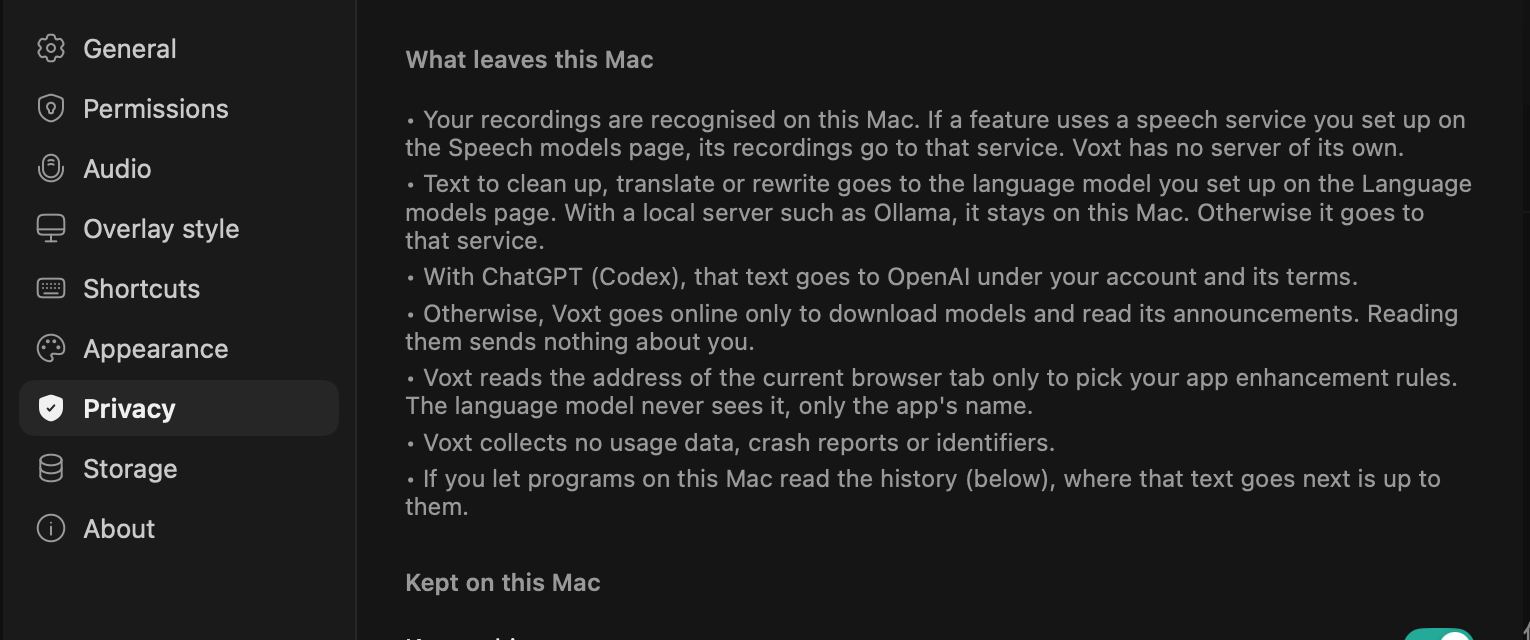 General
Permissions
Audio
Overlay style
Shortcuts
Appearance
Privacy
Storage
About
What leaves this Mac
• Your recordings are recognised on this Mac. If a feature uses a speech service you set up on
the Speech models page, its recordings go to that service. Voxt has no server of its own.
• Text to clean up, translate or rewrite goes to the language model you set up on the Language
models page. With a local server such as Ollama, it stays on this Mac. Otherwise it goes to
that service.
• With ChatGPT (Codex), that text goes to OpenAI under your account and its terms.
• Otherwise, Voxt goes online only to download models and read its announcements. Reading
them sends nothing about you.
• Voxt reads the address of the current browser tab only to pick your app enhancement rules.
The language model never sees it, only the app's name.
• Voxt collects no usage data, crash reports or identifiers.
• If you let programs on this Mac read the history (below), where that text goes next is up to
them.
Kept on this Mac